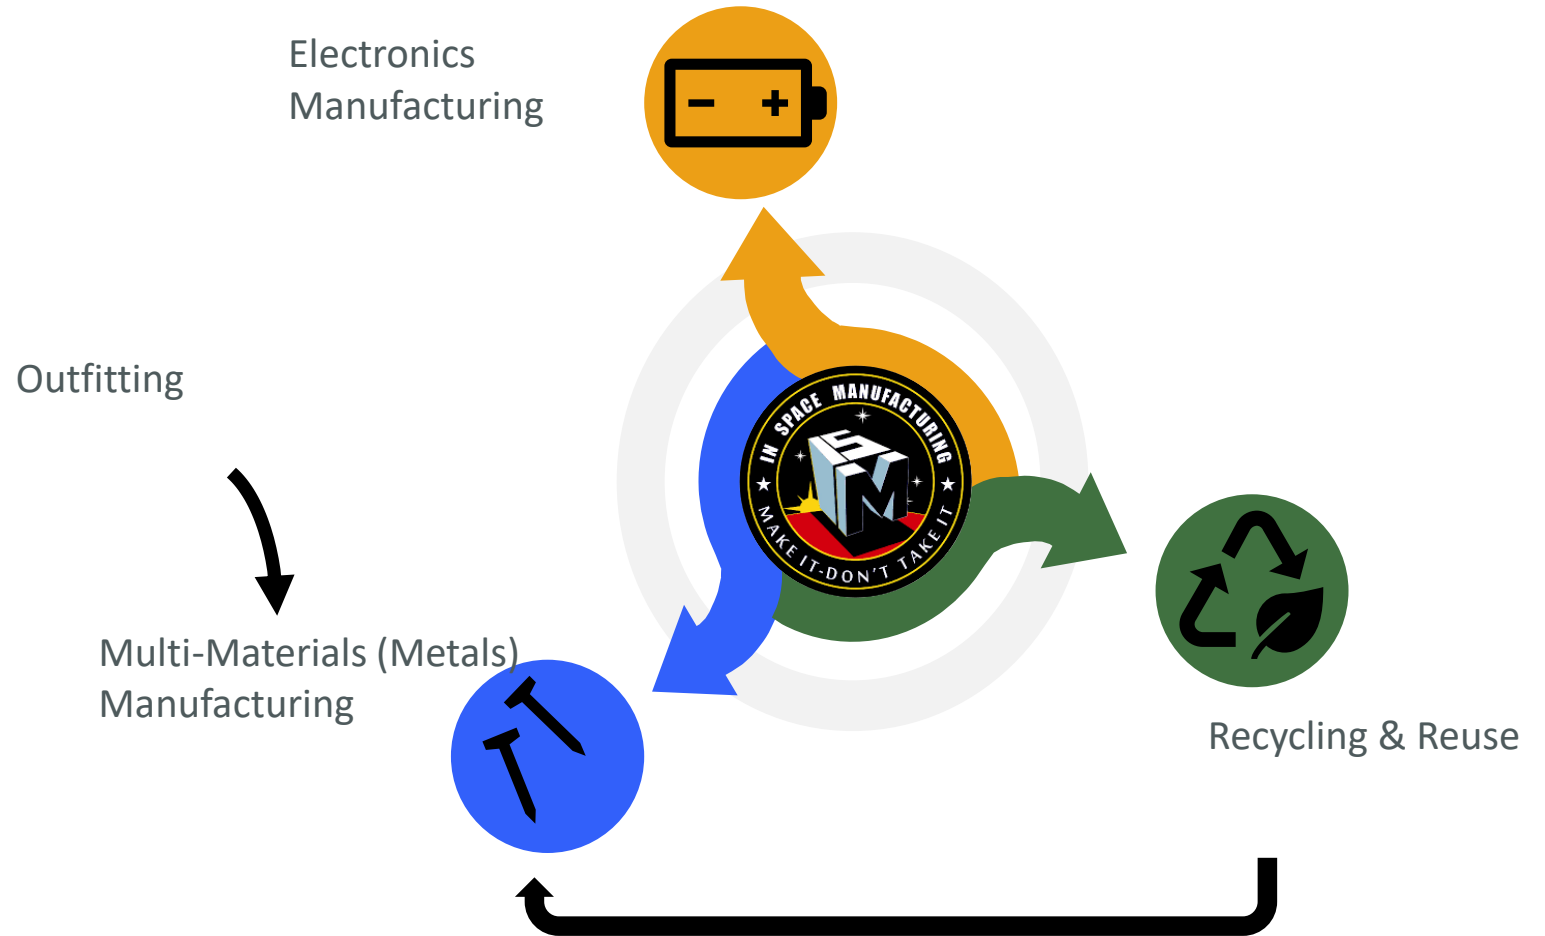 Electronics
Manufacturing
Outfitting
IN SPACE MANUFACTURING
ISM
MAKE IT-DON'T TAKE IT
Multi-Materials (Metals)
Manufacturing
Recycling & Reuse